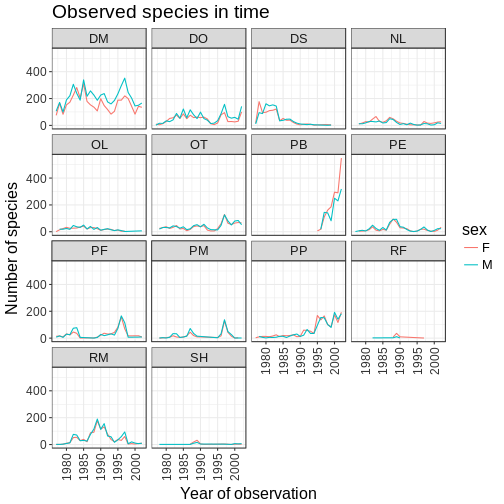 Observed species in time
DM DO DS NL
400
200
0
OL OT PB PE
400
200
0
PF PM PP RF
400
200
0
1980 1985 1990 1995 2000 1980 1985 1990 1995 2000
RM SH
400
200
0
1980 1985 1990 1995 2000 1980 1985 1990 1995 2000
Number of species
Year of observation
sex
F
M